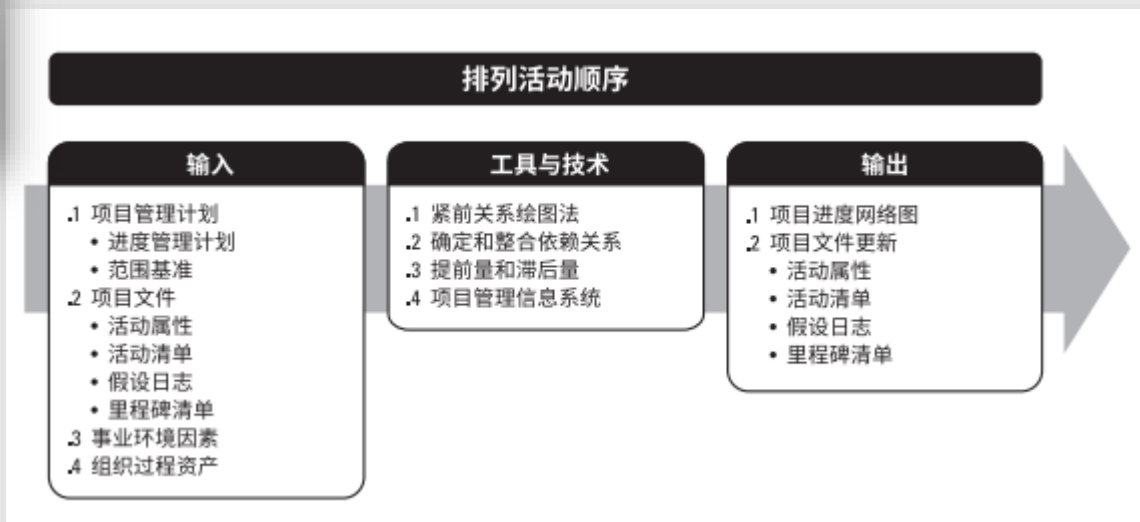 排列活动顺序
输入
.1 项目管理计划
• 进度管理计划
• 范围基准
.2 项目文件
• 活动属性
• 活动清单
• 假设日志
• 里程碑清单
.3 事业环境因素
.4 组织过程资产
工具与技术
.1 紧前关系绘图法
.2 确定和整合依赖关系
.3 提前量和滞后量
.4 项目管理信息系统
输出
.1 项目进度网络图
.2 项目文件更新
• 活动属性
• 活动清单
• 假设日志
• 里程碑清单